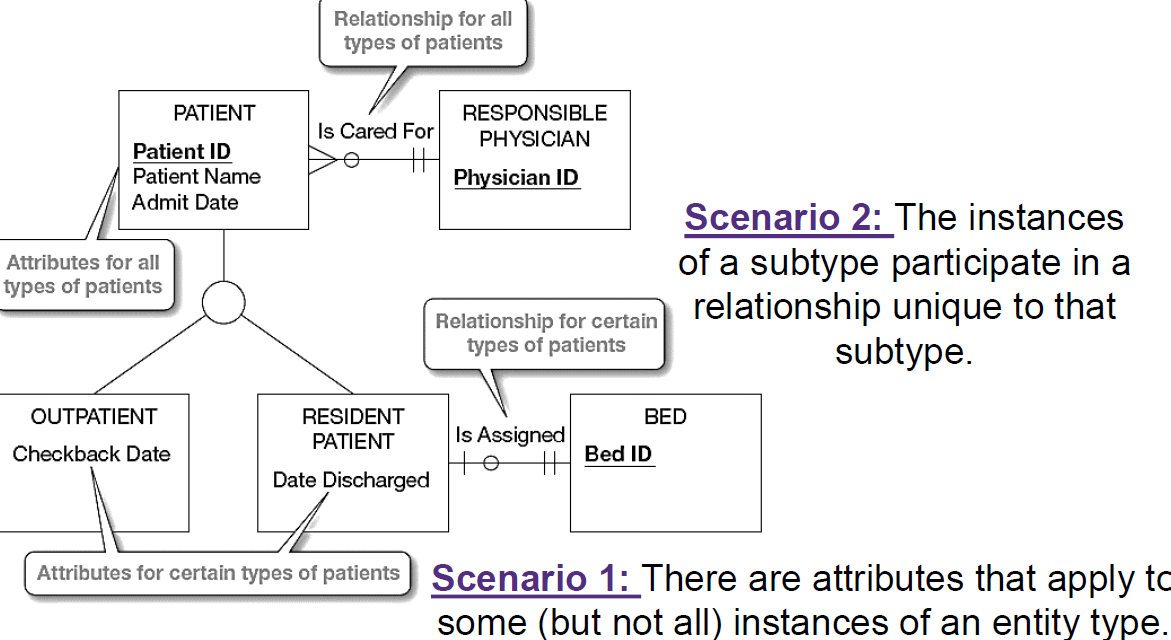 Relationship for all
types of patients
PATIENT
Patient ID
Patient Name
Admit Date
Is Cared For
RESPONSIBLE
PHYSICIAN
Physician ID
Attributes for all
types of patients
Scenario 2: The instances
of a subtype participate in a
relationship unique to that
subtype.
Relationship for certain
types of patients
OUTPATIENT
Checkback Date
RESIDENT
PATIENT
Date Discharged
Is Assigned
BED
Bed ID
Attributes for certain types of patients
Scenario 1: There are attributes that apply to
some (but not all) instances of an entity type.